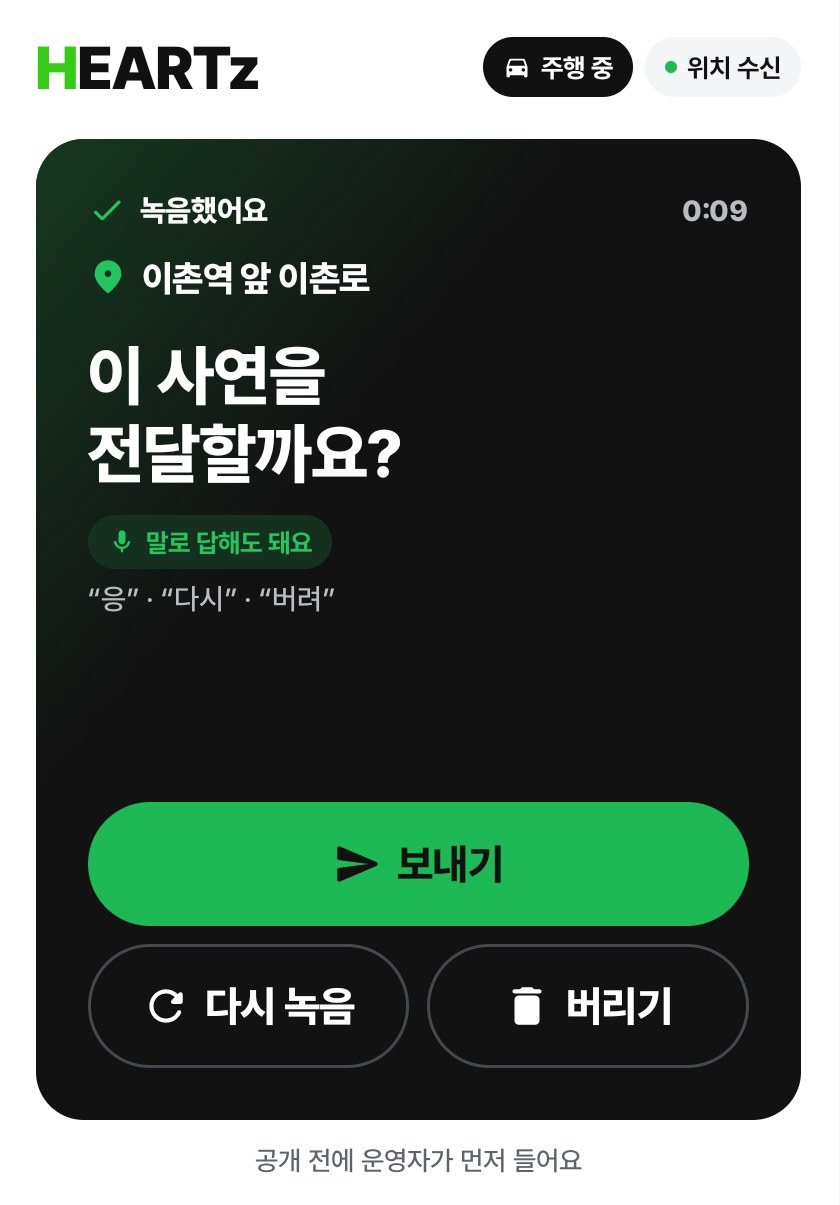 HEARTz
주행 중
위치 수신
녹음했어요
0:09
이촌역 앞 이촌로
이 사연을
전달할까요?
말로 답해도 돼요
“응” · “다시” · “버려”
보내기
다시 녹음
버리기
공개 전에 운영자가 먼저 들어요